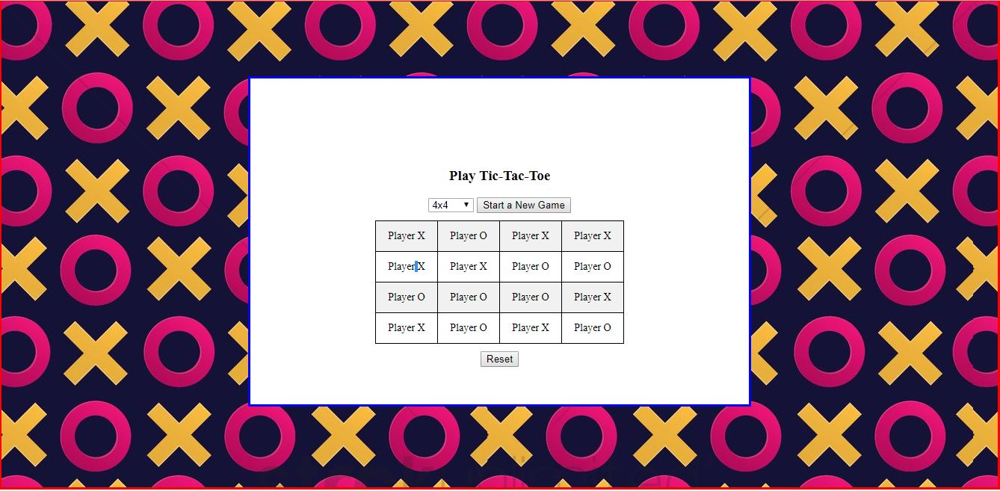 Play Tic-Tac-Toe
4x4 Start a New Game
Player X Player O Player X Player X
Player X Player X Player O Player O
Player O Player O Player O Player X
Player X Player O Player X Player O
Reset